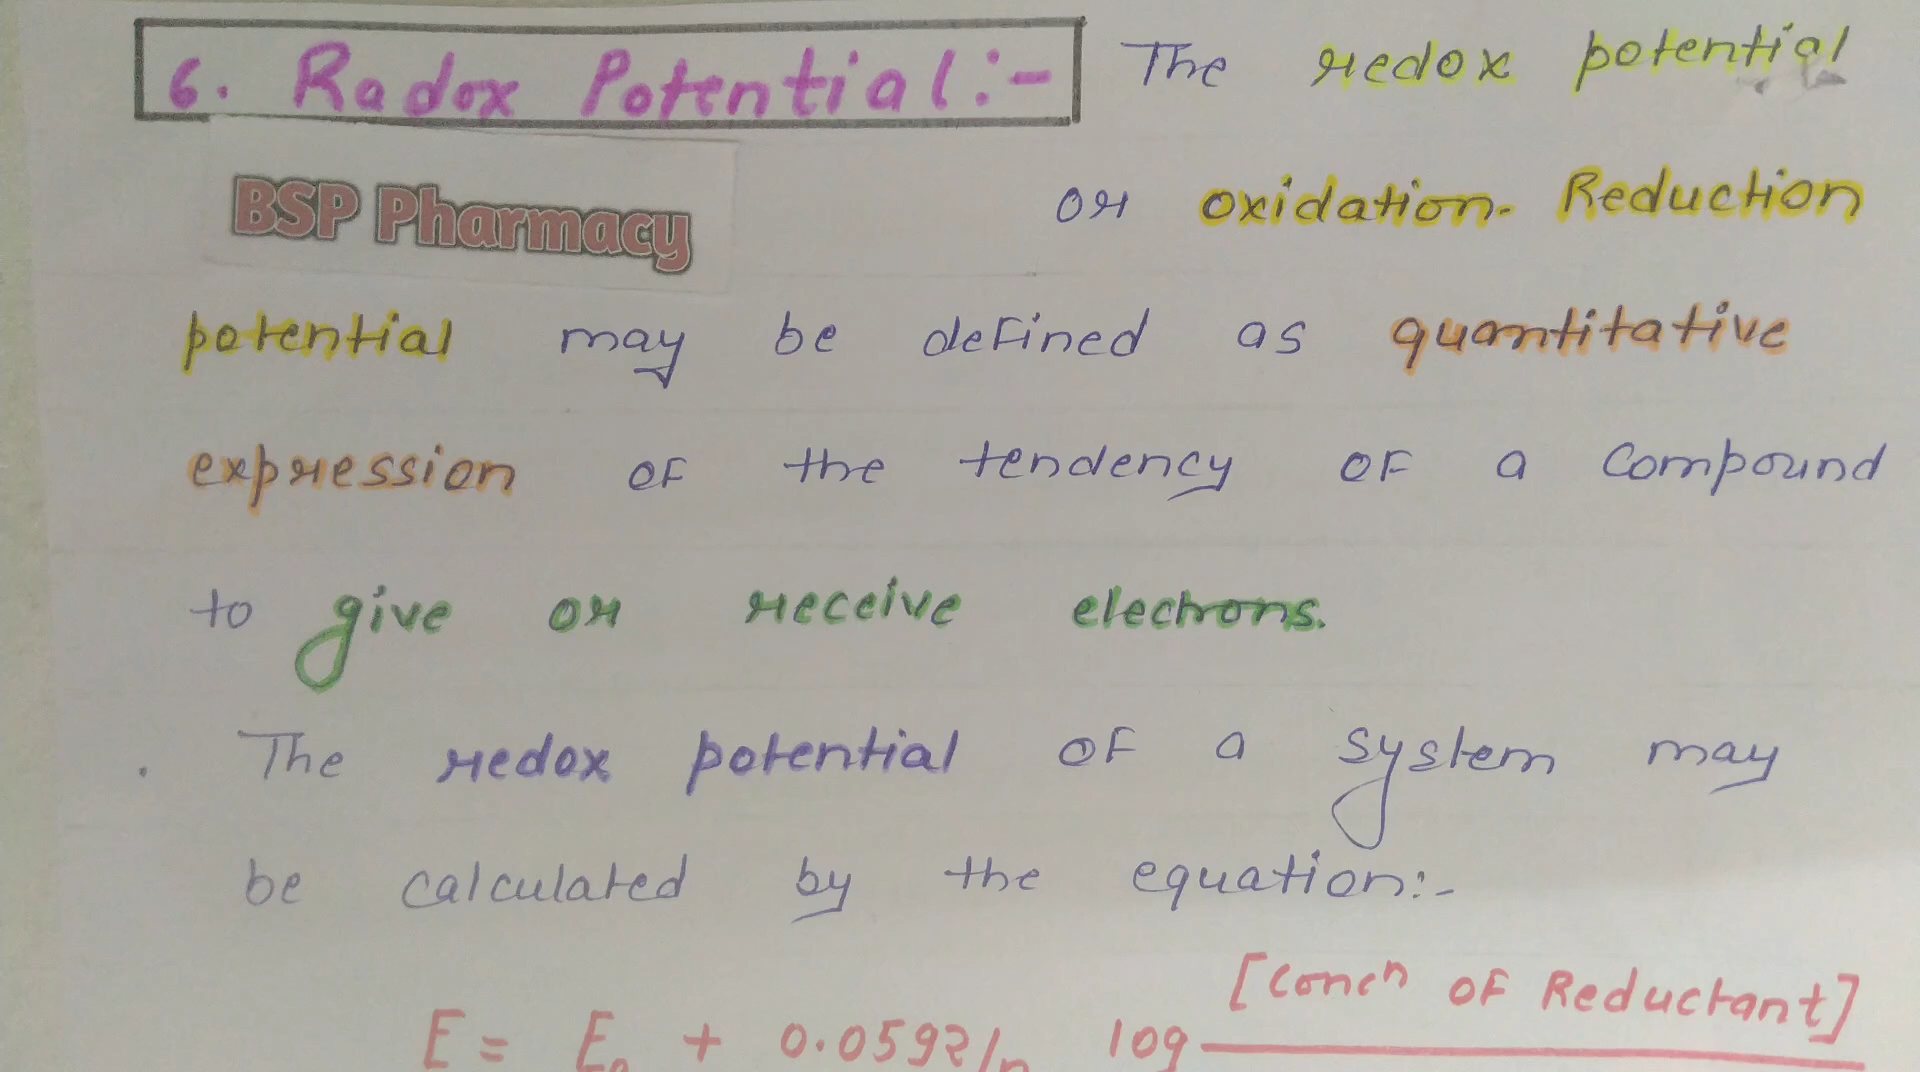 6. Radox Potential:- The redox potential
BSP Pharmacy
or oxidation- Reduction
potential may be defined as quantitative
expression of the tendency of a compound
to give or receive electrons.
. The redox potential of a system may
be calculated by the equation:-
[concn of Reductant]
E = E₀ + 0.0592/n log